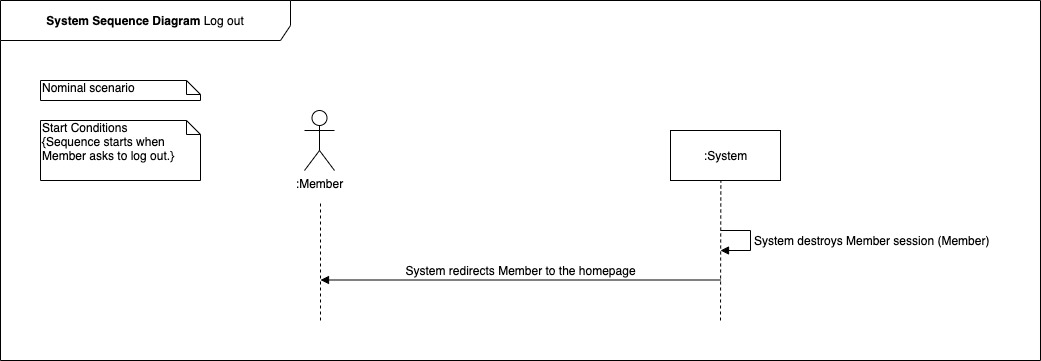 System Sequence Diagram Log out
Nominal scenario
Start Conditions
{Sequence starts when
Member asks to log out.}
:Member
:System
System destroys Member session (Member)
System redirects Member to the homepage